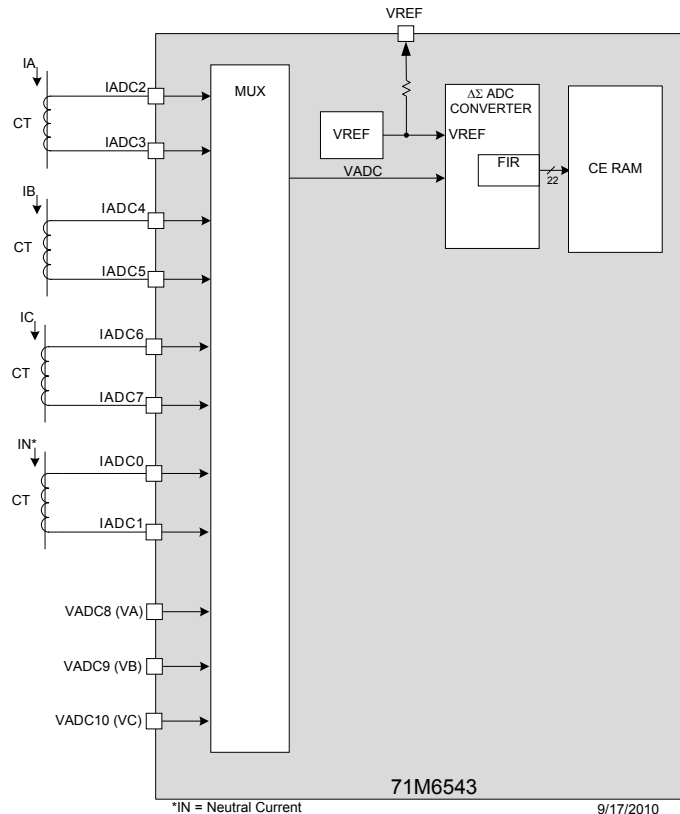 VREF
IA
IADC2
CT
IADC3
MUX
VREF
ΔΣ ADC
CONVERTER
VREF
FIR
22
CE RAM
VADC
IB
IADC4
CT
IADC5
IC
IADC6
CT
IADC7
IN*
IADC0
CT
IADC1
VADC8 (VA)
VADC9 (VB)
VADC10 (VC)
71M6543
*IN = Neutral Current
9/17/2010